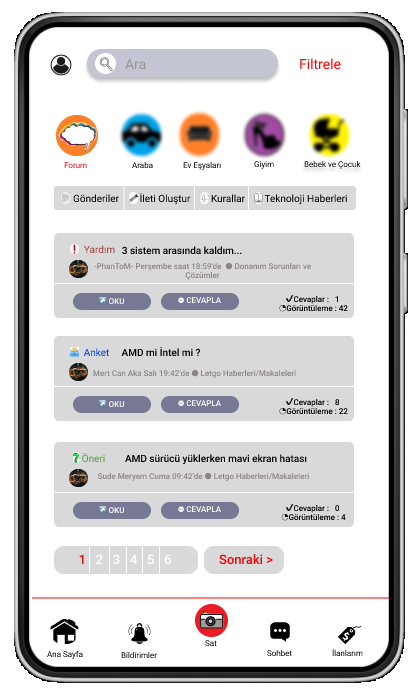 Ara
Filtrele
Forum
Araba
Ev Eşyaları
Giyim
Bebek ve Çocuk
Gönderiler
İleti Oluştur
Kurallar
Teknoloji Haberleri
Yardım 3 sistem arasında kaldım...
-PhanToM- Perşembe saat 18:59'de Donanım Sorunları ve
Çözümler
OKU
CEVAPLA
Cevaplar : 1
Görüntüleme : 42
Anket AMD mi İntel mi ?
Mert Can Aks Salı 19:42'de Letgo Haberleri/Makaleleri
OKU
CEVAPLA
Cevaplar : 8
Görüntüleme : 22
Öneri AMD sürücü yüklerken mavi ekran hatası
Sude Meryem Cuma 09:42'de Letgo Haberleri/Makaleleri
OKU
CEVAPLA
Cevaplar : 0
Görüntüleme : 4
1 2 3 4 5 6
Sonraki >
Ana Sayfa
Bildirimler
Sat
Sohbet
İlanlarım